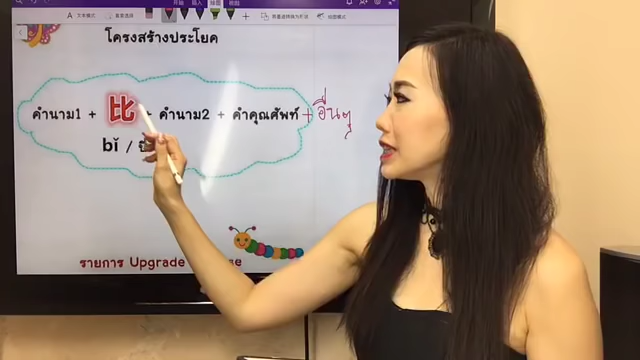 โครงสร้างประโยค
คำนาม1 + 比 + คำนาม2 + คำคุณศัพท์ + อื่นๆ
bǐ /
รายการ Upgrade